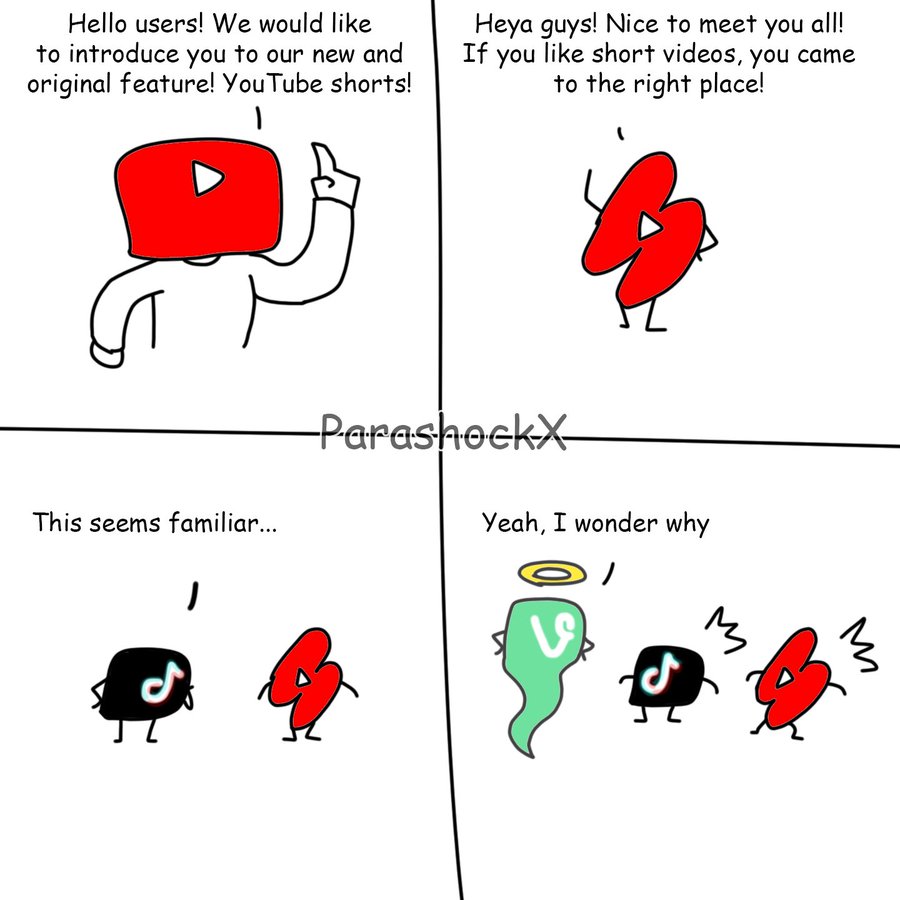 Hello users! We would like
to introduce you to our new and
original feature! YouTube shorts!
Heya guys! Nice to meet you all!
If you like short videos, you came
to the right place!
ParashockX
This seems familiar...
Yeah, I wonder why